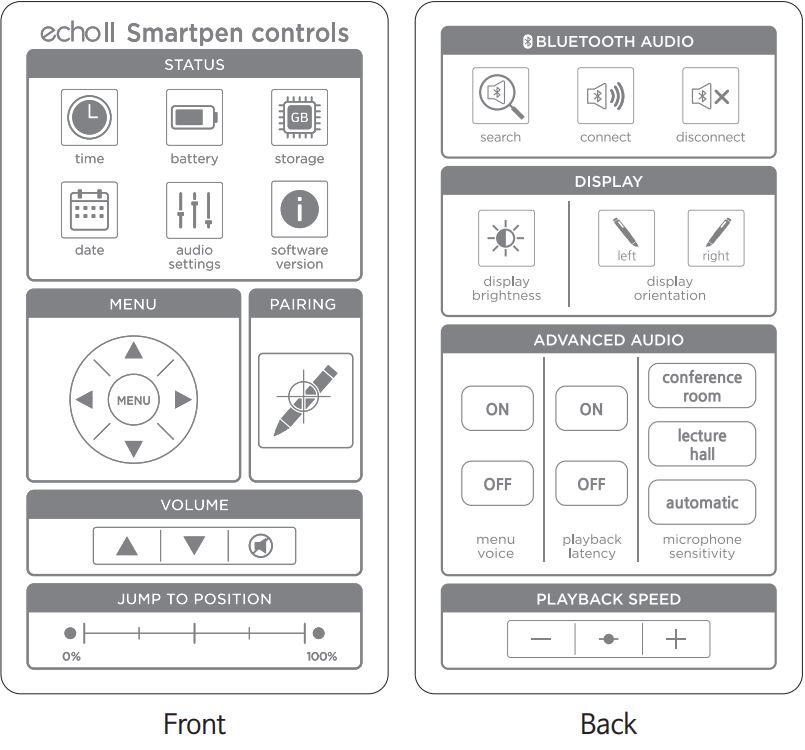 echo II Smartpen controls
STATUS
GB
time battery storage
date audio settings software version
MENU
MENU
PAIRING
VOLUME
JUMP TO POSITION
0% 100%
Front
BLUETOOTH AUDIO
search connect disconnect
DISPLAY
left right
display brightness
display orientation
ADVANCED AUDIO
ON
OFF
menu voice
ON
OFF
playback latency
conference room
lecture hall
automatic
microphone sensitivity
PLAYBACK SPEED
Back